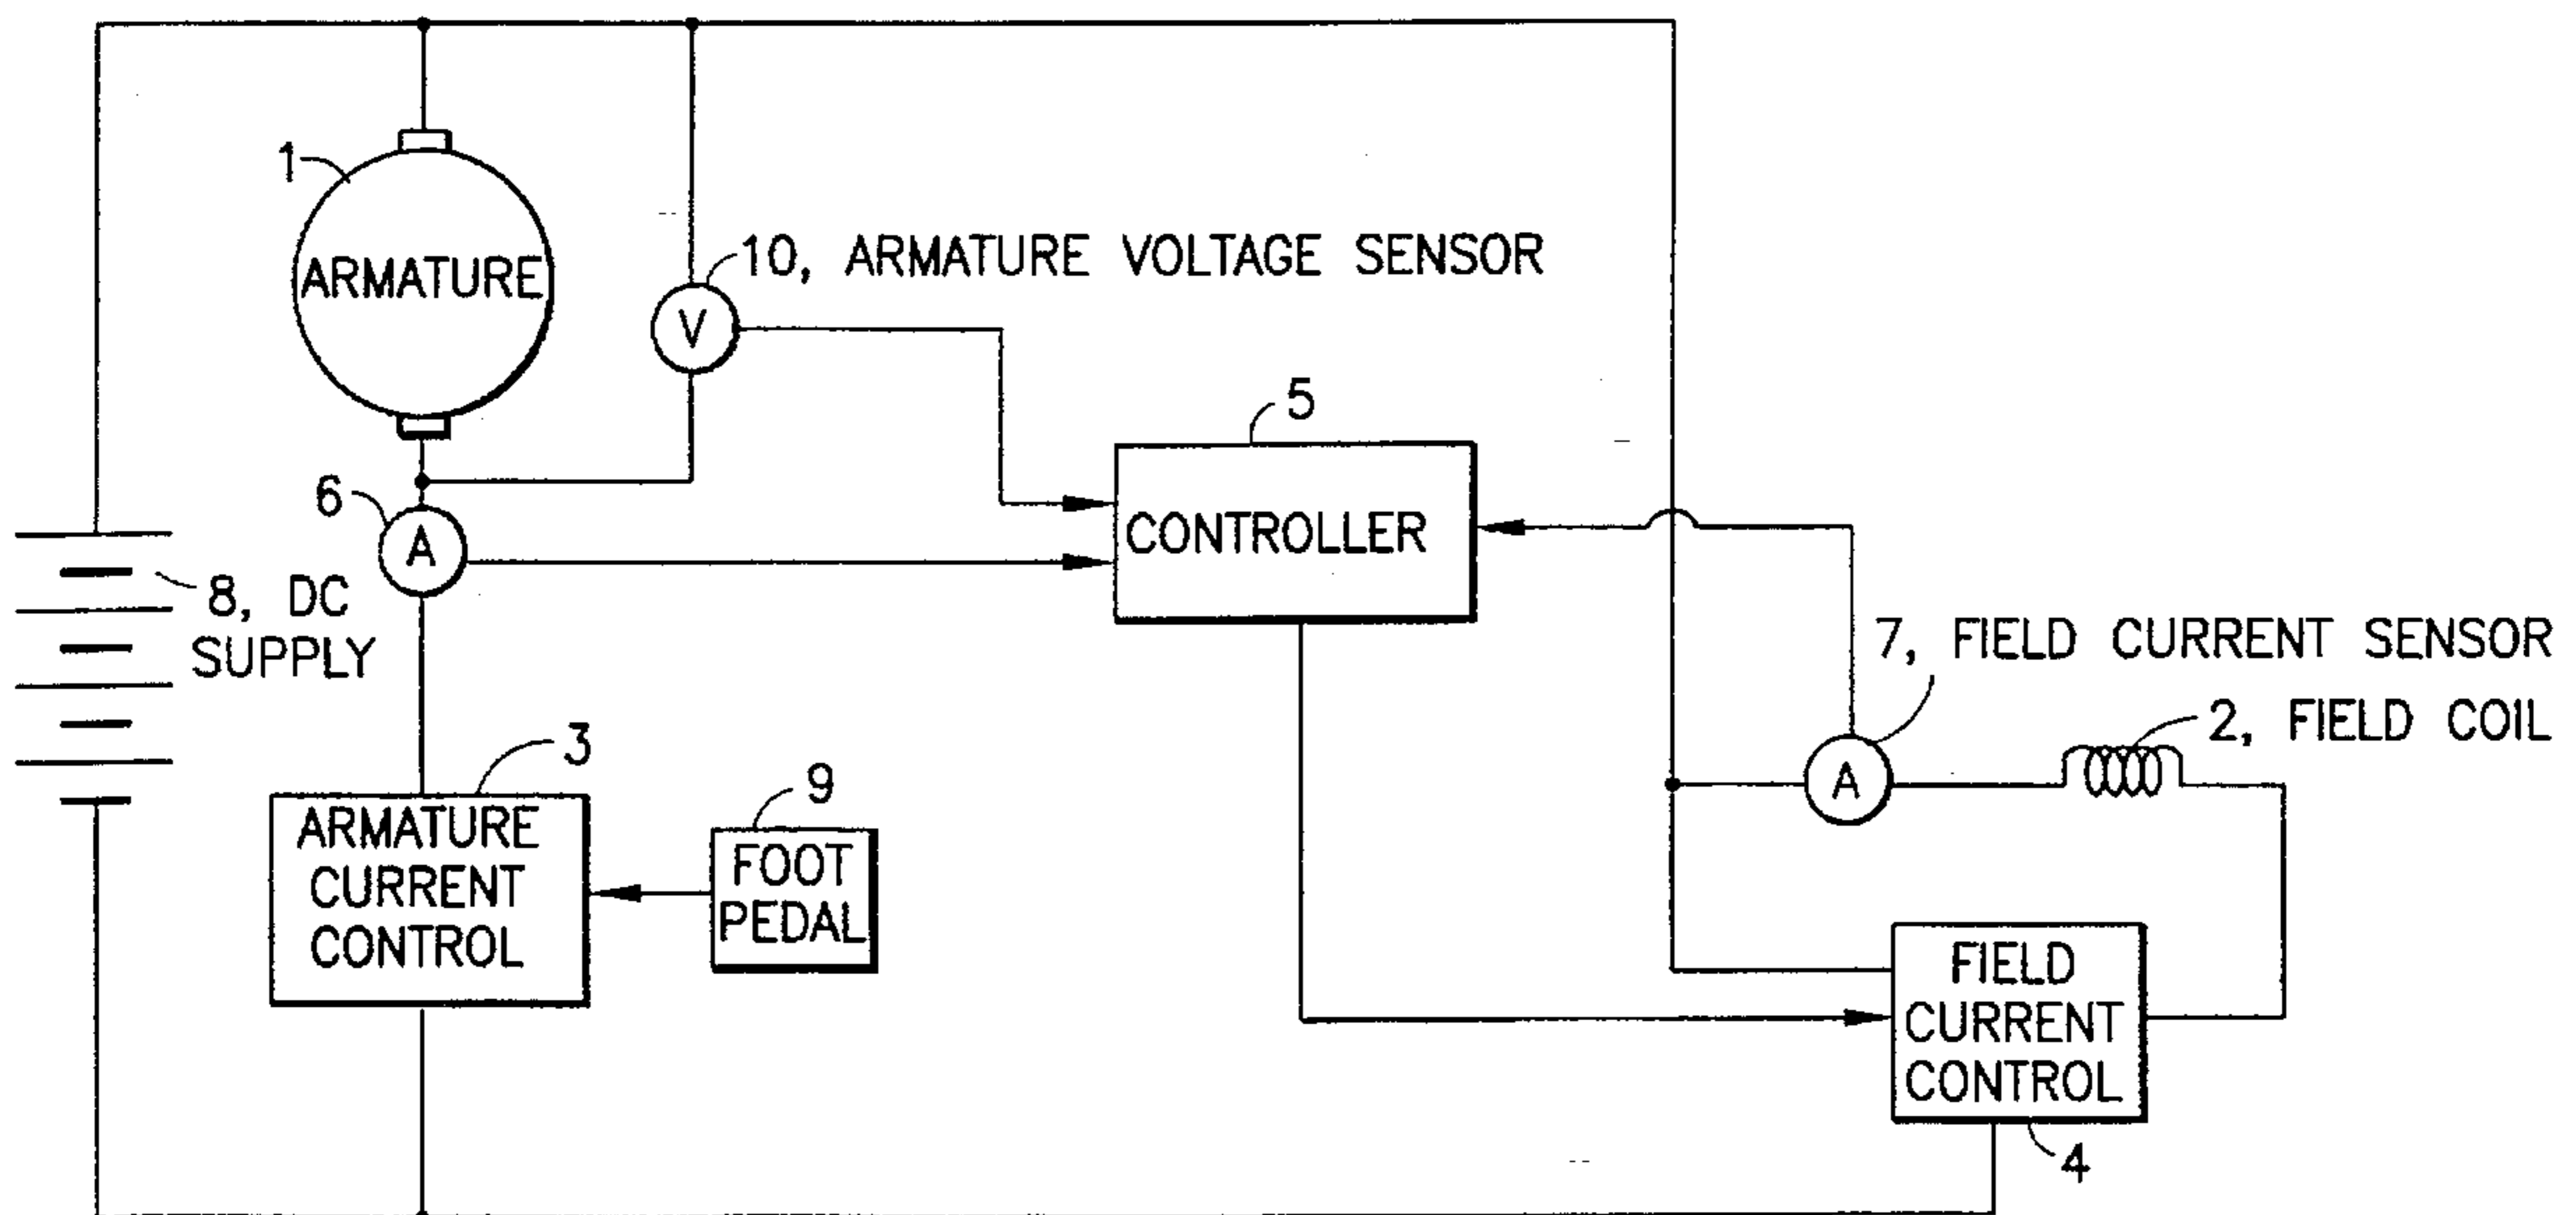 1
ARMATURE
10, ARMATURE VOLTAGE SENSOR
V
5
6
A
CONTROLLER
8, DC
SUPPLY
7, FIELD CURRENT SENSOR
2, FIELD COIL
A
3
ARMATURE
CURRENT
CONTROL
9
FOOT
PEDAL
FIELD
CURRENT
CONTROL
4